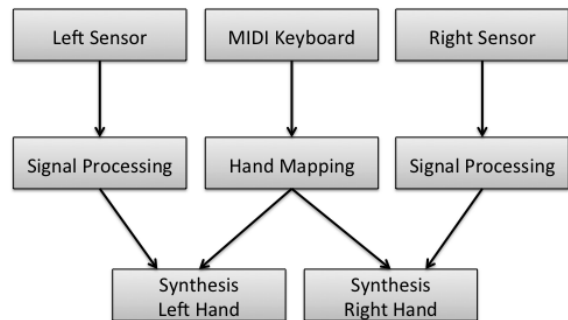 Left Sensor
MIDI Keyboard
Right Sensor
Signal Processing
Hand Mapping
Signal Processing
Synthesis
Left Hand
Synthesis
Right Hand